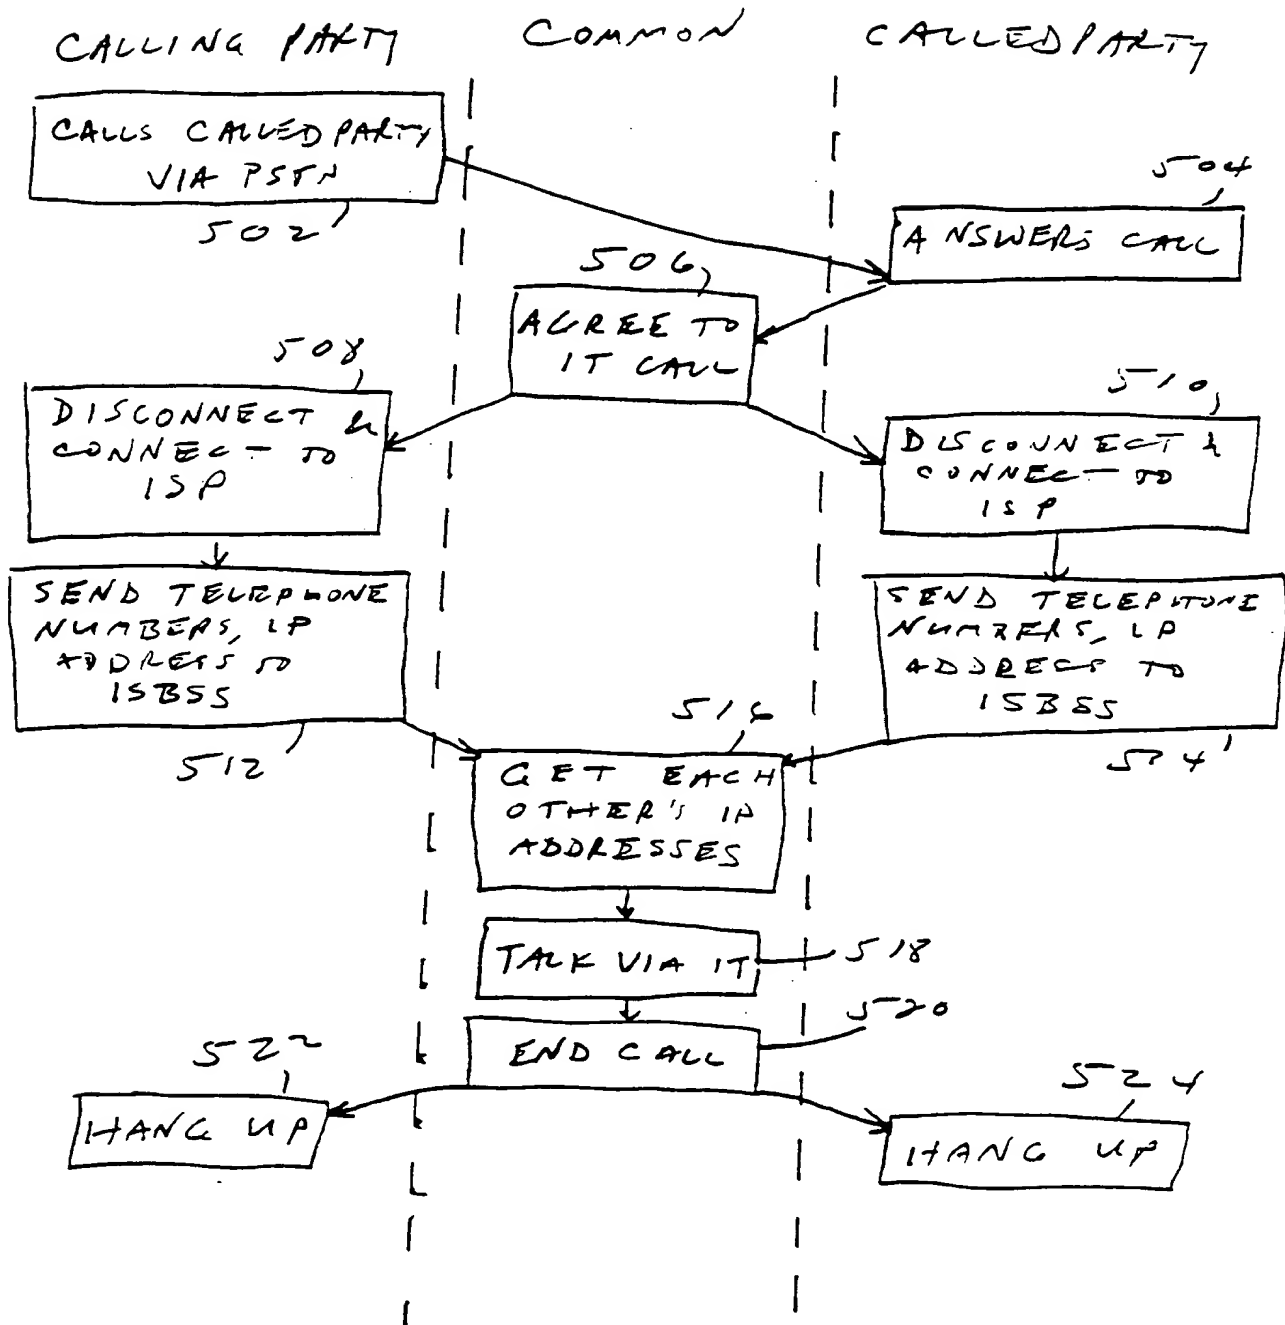 CALLING PARTY
COMMON
CALLED PARTY
CALLS CALLED PARTY
VIA PSTN
502
504
ANSWERS CALL
506
AGREE TO
IT CALL
508
DISCONNECT &
CONNECT TO
ISP
510
DISCONNECT &
CONNECT TO
ISP
SEND TELEPHONE
NUMBERS, IP
ADDRESS TO
ISBSS
512
SEND TELEPHONE
NUMBERS, IP
ADDRESS TO
ISBSS
514
516
GET EACH
OTHER'S IP
ADDRESSES
TALK VIA IT
518
520
END CALL
522
HANG UP
524
HANG UP